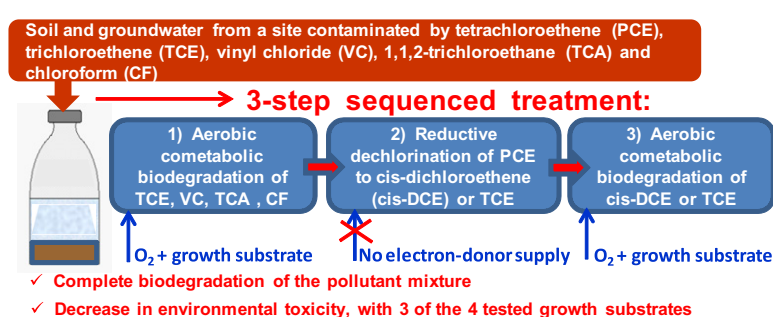 Soil and groundwater from a site contaminated by tetrachloroethene (PCE),
trichloroethene (TCE), vinyl chloride (VC), 1,1,2-trichloroethane (TCA) and
chloroform (CF)
3-step sequenced treatment:
1) Aerobic
cometabolic
biodegradation of
TCE, VC, TCA , CF
2) Reductive
dechlorination of PCE
to cis-dichloroethene
(cis-DCE) or TCE
3) Aerobic
cometabolic
biodegradation of
cis-DCE or TCE
O₂ + growth substrate
No electron-donor supply
O₂ + growth substrate
✓ Complete biodegradation of the pollutant mixture
✓ Decrease in environmental toxicity, with 3 of the 4 tested growth substrates